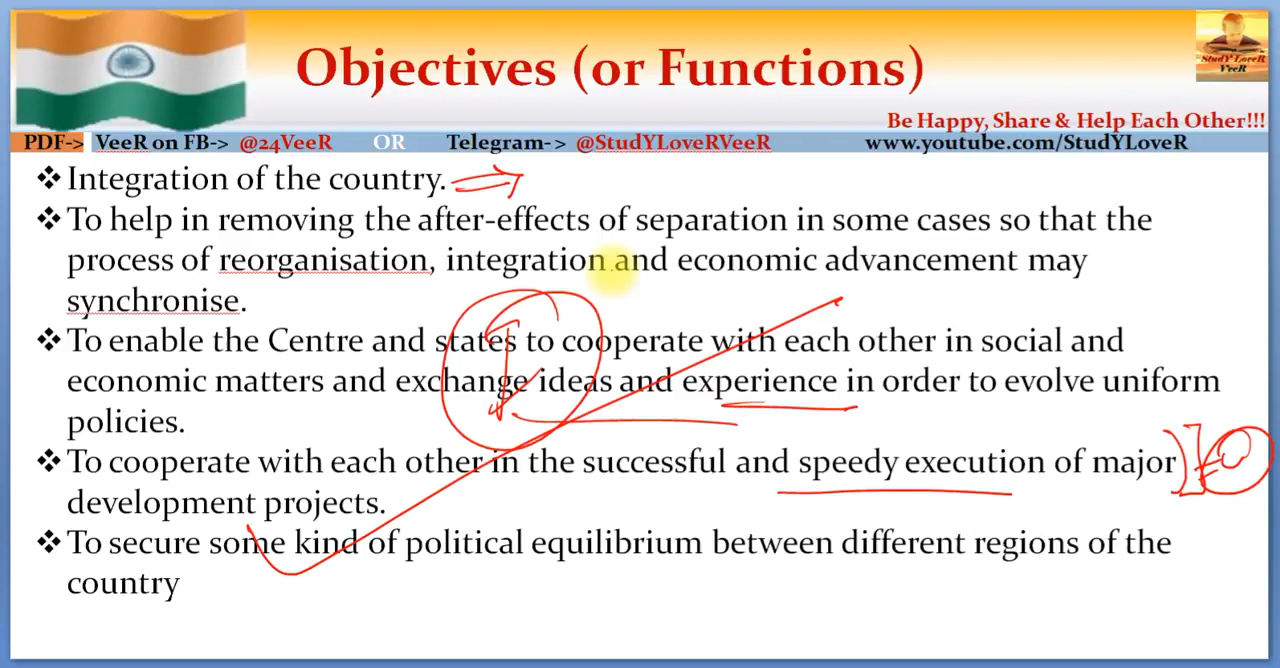 Objectives (or Functions)
StudY LoveR
VeeR
Be Happy, Share & Help Each Other!!!
PDF-> VeeR on FB-> @24VeeR OR Telegram-> @StudYLoveRVeeR www.youtube.com/StudYLoveR
❖ Integration of the country.
❖ To help in removing the after-effects of separation in some cases so that the
process of reorganisation, integration and economic advancement may
synchronise.
❖ To enable the Centre and states to cooperate with each other in social and
economic matters and exchange ideas and experience in order to evolve uniform
policies.
❖ To cooperate with each other in the successful and speedy execution of major
development projects.
❖ To secure some kind of political equilibrium between different regions of the
country